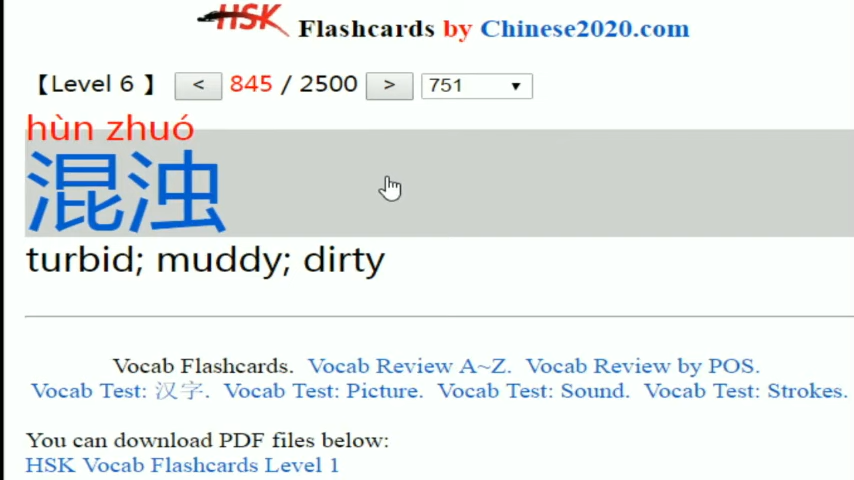 HSK Flashcards by Chinese2020.com
【Level 6 】 < 845 / 2500 > 751
hùn zhuó
混浊
turbid; muddy; dirty
Vocab Flashcards. Vocab Review A~Z. Vocab Review by POS.
Vocab Test: 汉字. Vocab Test: Picture. Vocab Test: Sound. Vocab Test: Strokes.
You can download PDF files below:
HSK Vocab Flashcards Level 1